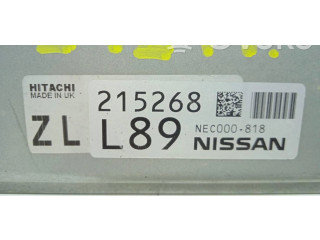 HITACHI
MADE IN UK
215268
ZL
L89
NEC000-818
NISSAN